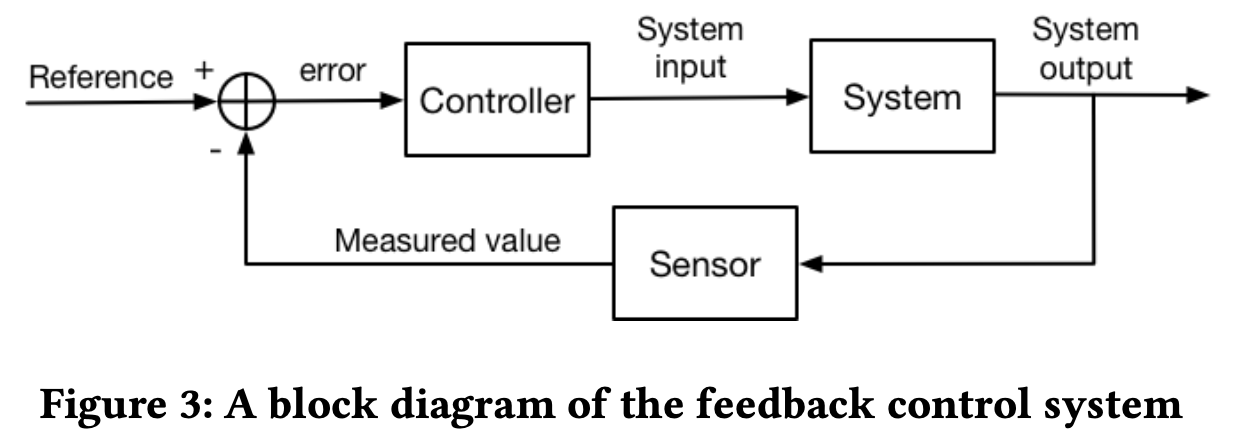 System
input
System
output
Reference
+
error
Controller
System
-
Measured value
Sensor
Figure 3: A block diagram of the feedback control system